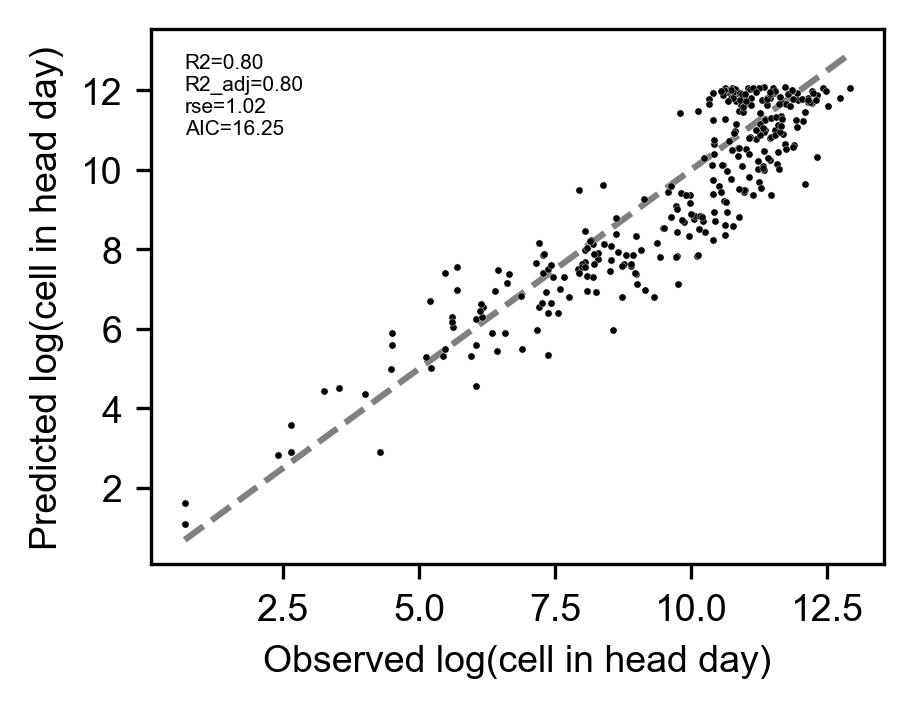 R2=0.80
R2_adj=0.80
rse=1.02
AIC=16.25
Predicted log(cell in head day)
12
10
8
6
4
2
2.5 5.0 7.5 10.0 12.5
Observed log(cell in head day)